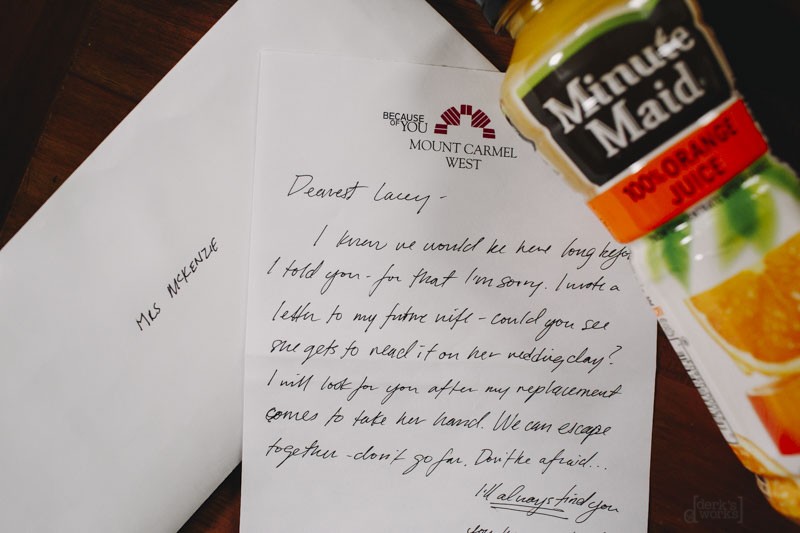 BECAUSE
OF YOU
MOUNT CARMEL
WEST
Dearest Lacey -
I knew we would be here long befor
I told you - for that I'm sorry. I wrote a
letter to my future wife - could you see
she gets to read it on her wedding day?
I will look for you after my replacement
comes to take her hand. We can escape
together - don't go far. Don't be afraid...
I'll always find you
MRS MCKENZIE
Minute
Maid
100% ORANGE
JUICE
[derk's
works]